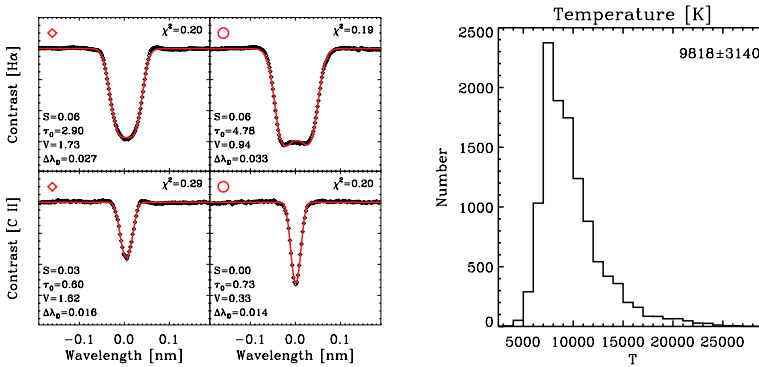 Contrast [Hα]
χ²=0.20
S=0.06
τ₀=2.90
V=1.73
Δλ_D=0.027
χ²=0.19
S=0.06
τ₀=4.78
V=0.94
Δλ_D=0.033
Contrast [C II]
χ²=0.29
S=0.03
τ₀=0.60
V=1.62
Δλ_D=0.016
χ²=0.20
S=0.00
τ₀=0.73
V=0.33
Δλ_D=0.014
-0.1 0.0 0.1 -0.1 0.0 0.1
Wavelength [nm] Wavelength [nm]
Temperature [K]
9818±3140
Number
2500
2000
1500
1000
500
0
5000 10000 15000 20000 25000
T